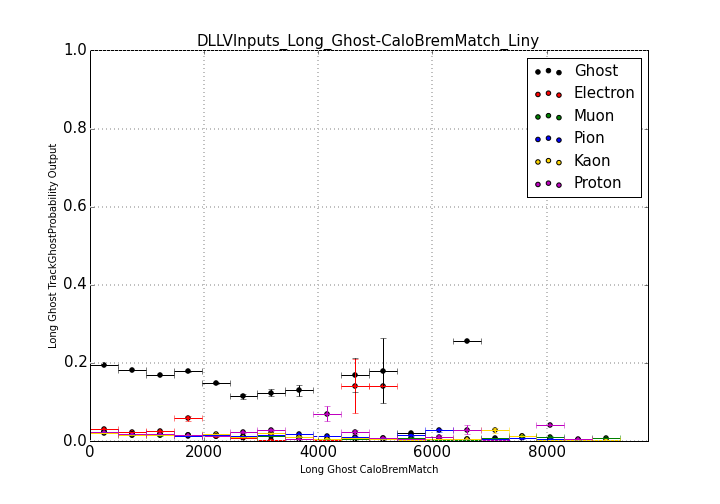 DLLVInputs_Long_Ghost-CaloBremMatch_Liny
1.0
0.8
0.6
0.4
0.2
0.0
Long Ghost TrackGhostProbability Output
Ghost
Electron
Muon
Pion
Kaon
Proton
0 2000 4000 6000 8000
Long Ghost CaloBremMatch